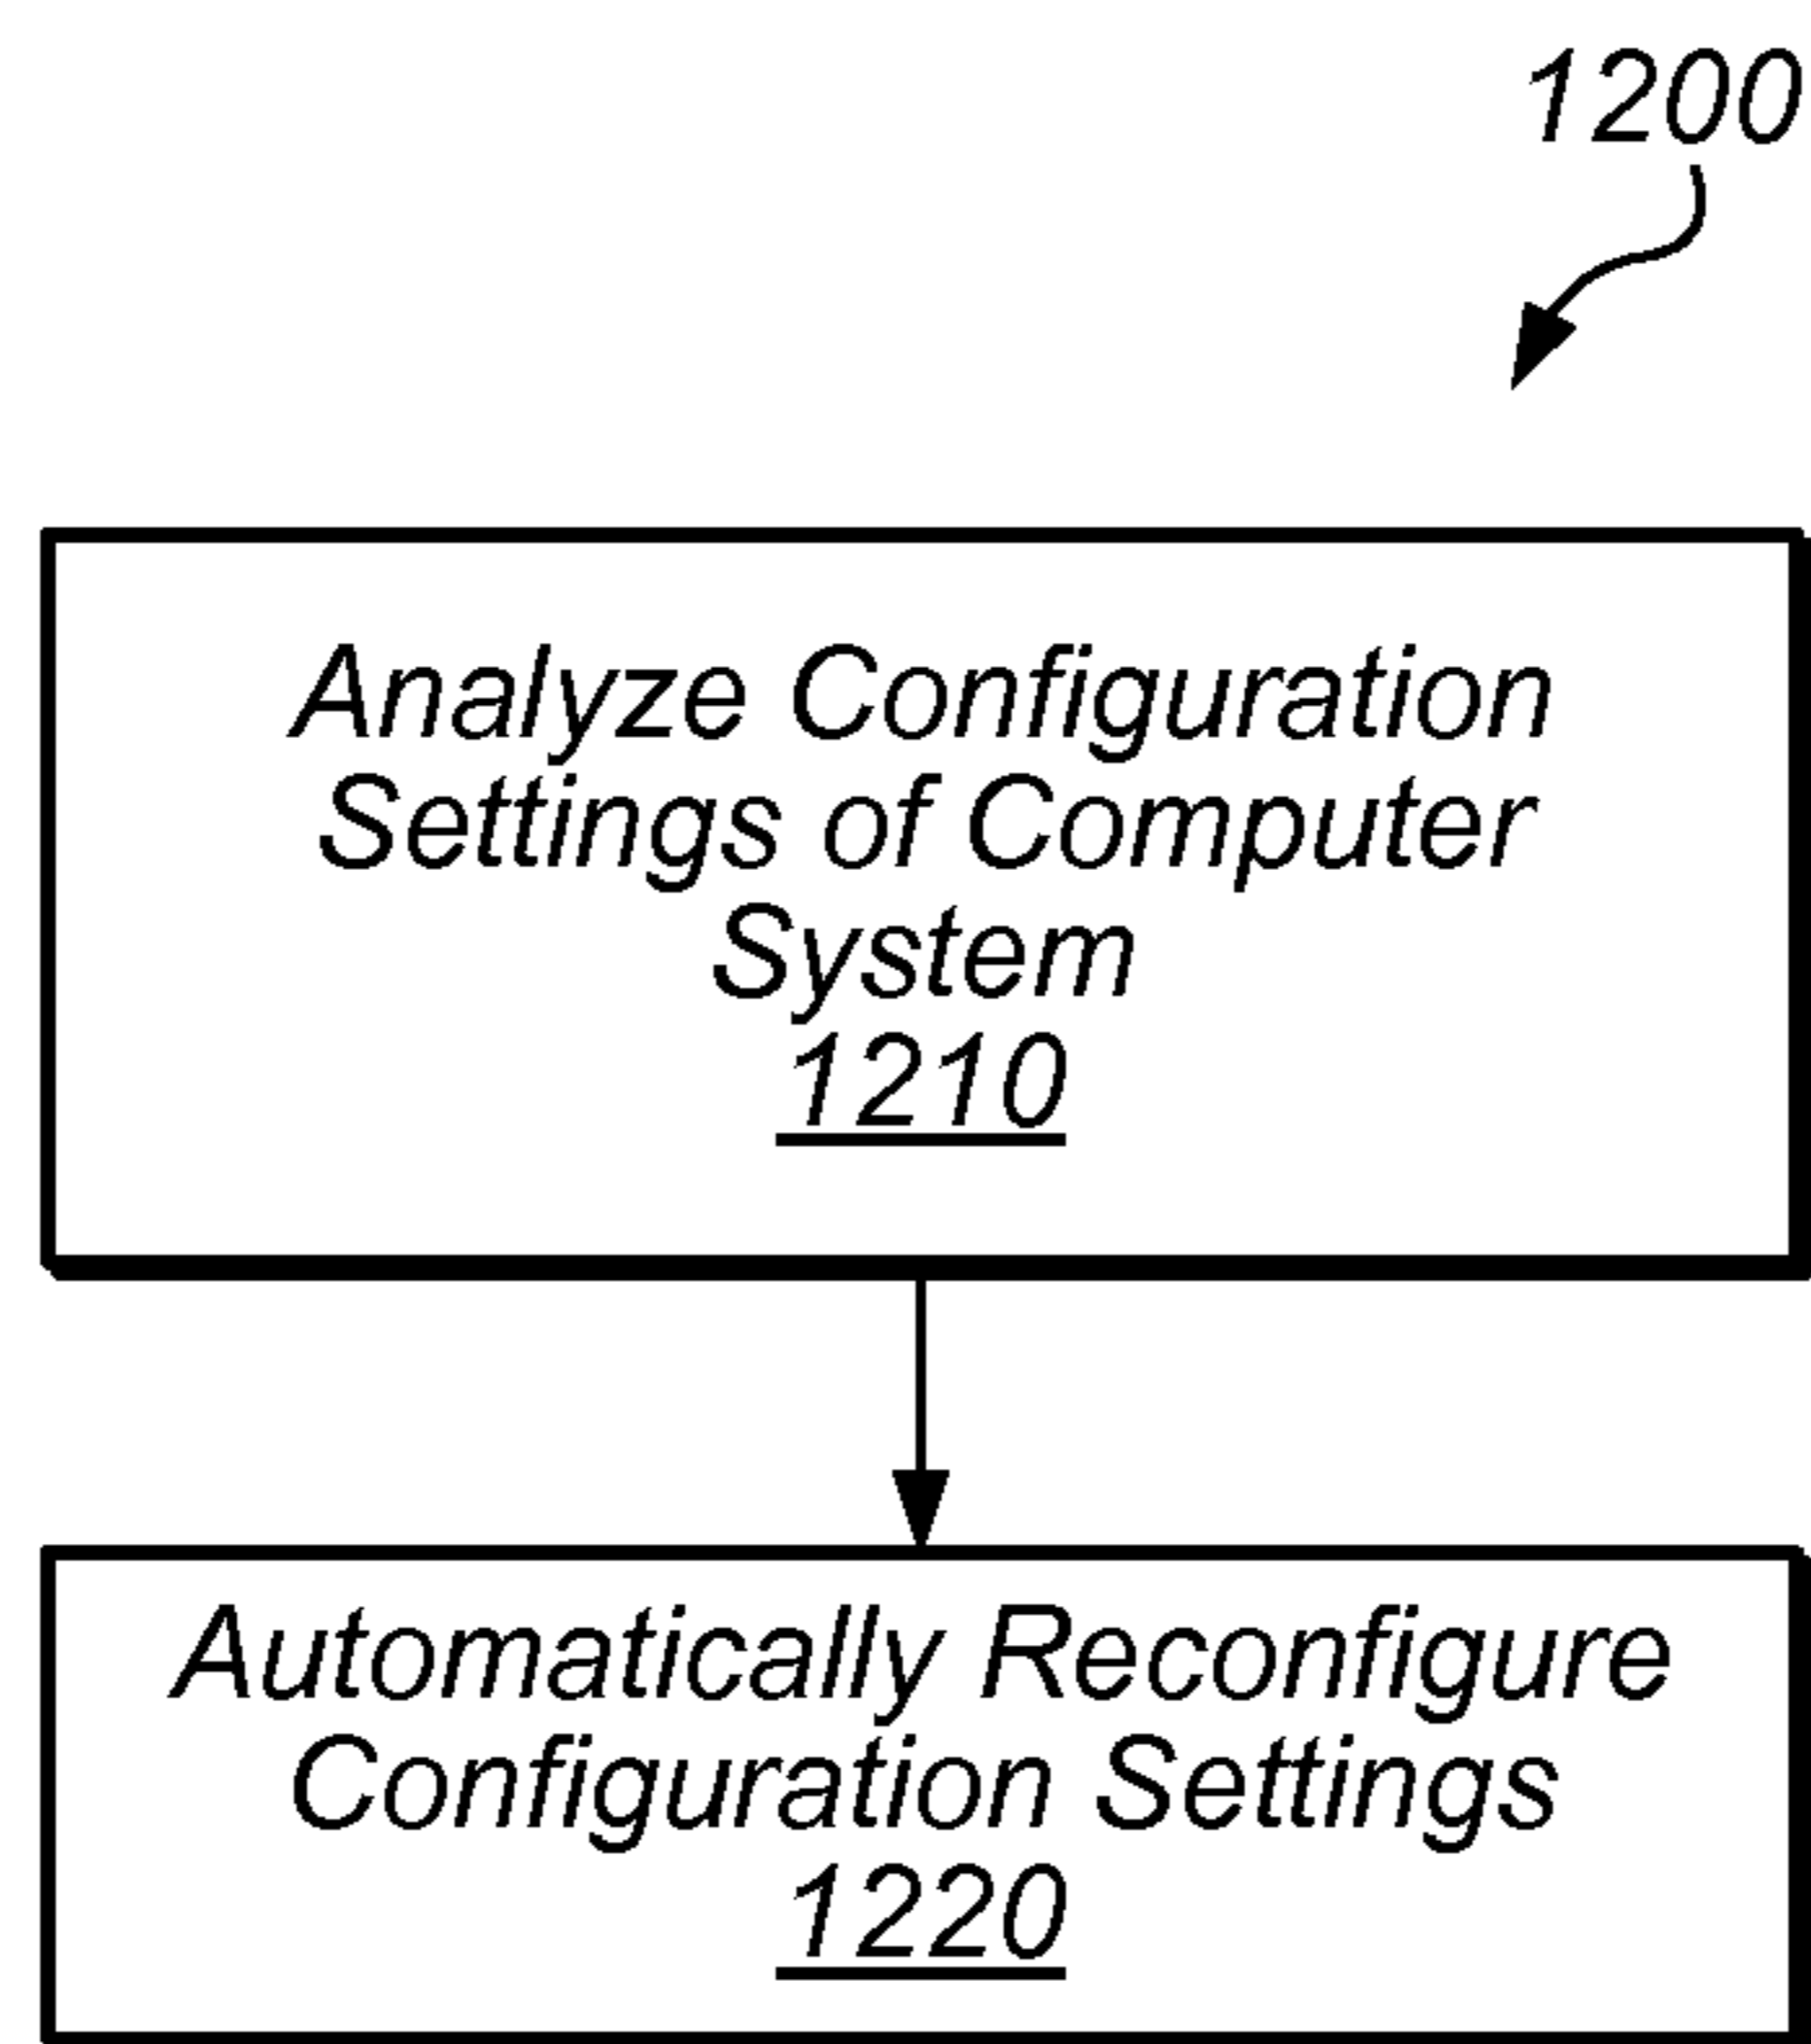 1200
Analyze Configuration
Settings of Computer
System
1210
Automatically Reconfigure
Configuration Settings
1220